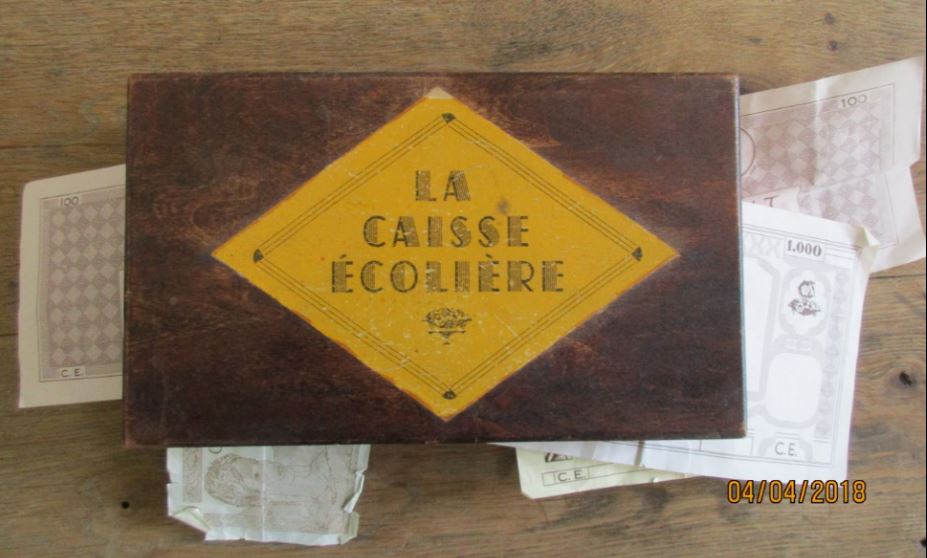 LA
CAISSE
ÉCOLIÈRE
100
100
1.000
C.E.
C.E.
C.E.
04/04/2018